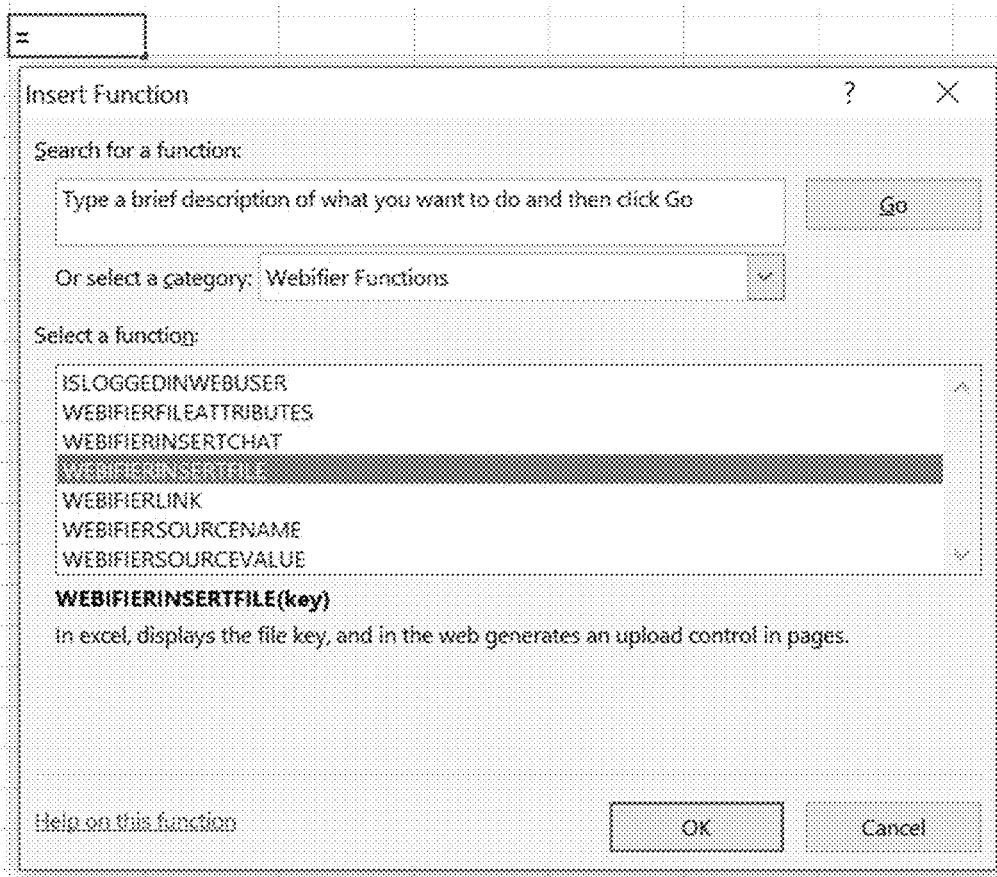 =
Insert Function ?
Search for a function:
Type a brief description of what you want to do and then click Go Go
Or select a category: Webifier Functions
Select a function:
ISLOGGEDINWEBUSER
WEBIFIERFILEATTRIBUTES
WEBIFIERINSERTCHAT
WEBIFIERINSERTFILE
WEBIFIERLINK
WEBIFIERSOURCENAME
WEBIFIERSOURCEVALUE
WEBIFIERINSERTFILE(key)
In excel, displays the file key, and in the web generates an upload control in pages.
Help on this function OK Cancel